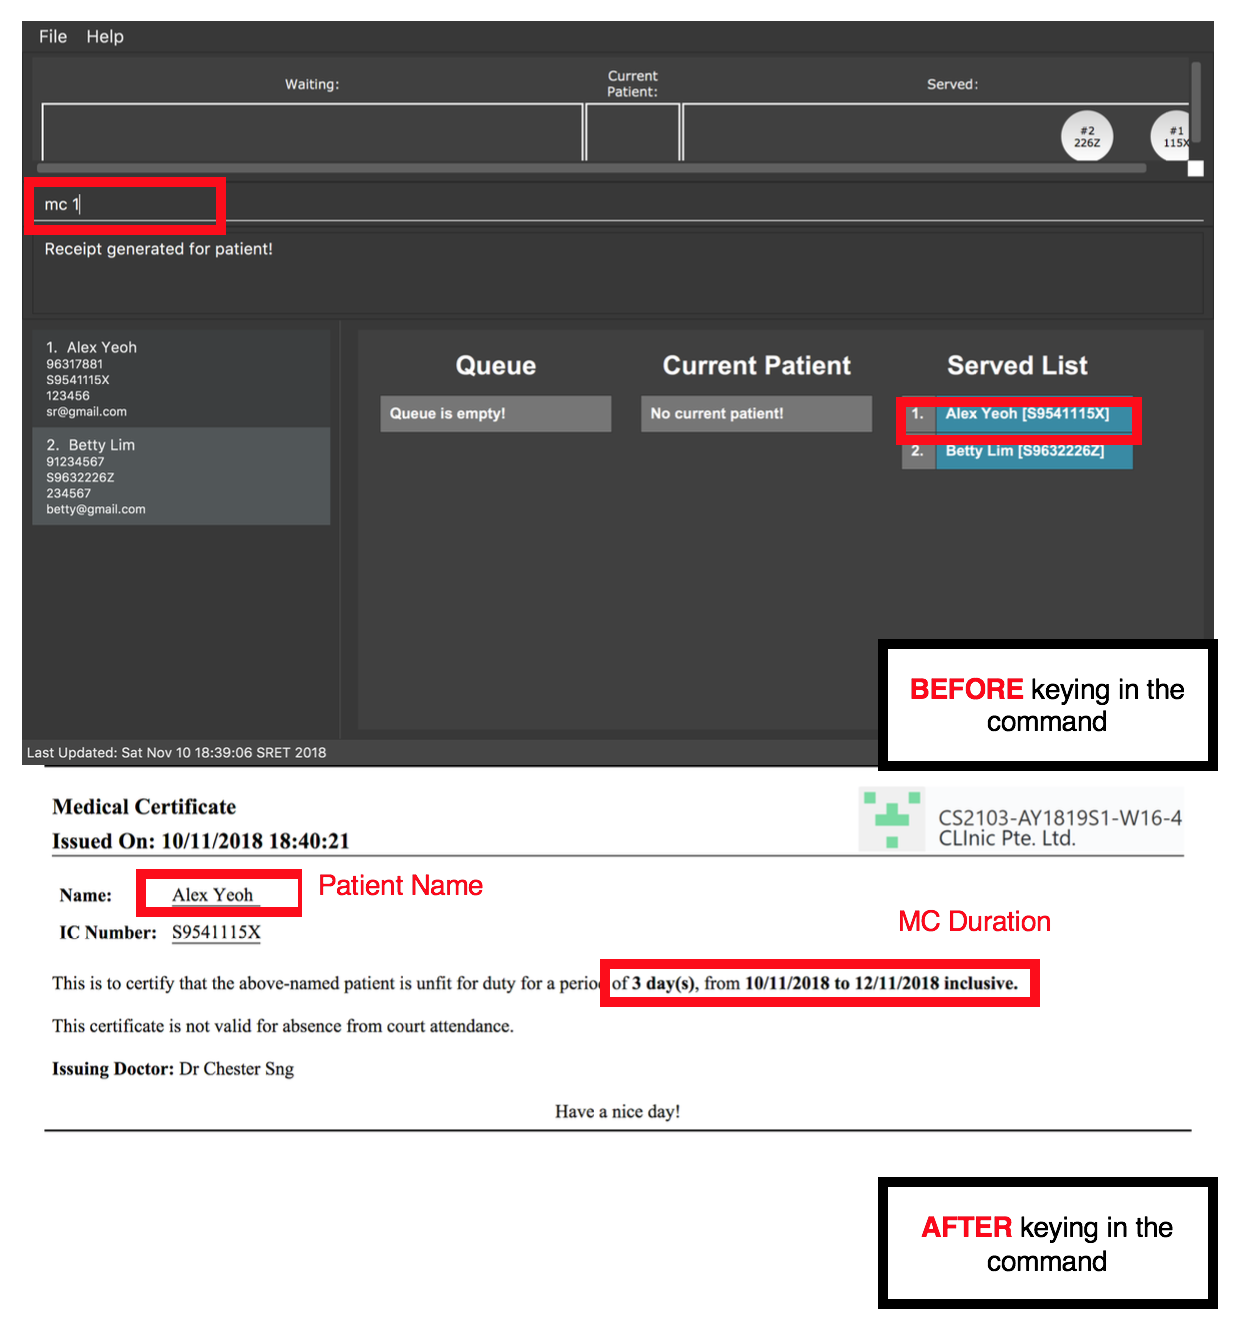 File Help
Waiting:
Current
Patient:
Served:
#2
226Z
#1
115X
mc 1
Receipt generated for patient!
1. Alex Yeoh
96317881
S9541115X
123456
sr@gmail.com
2. Betty Lim
91234567
S9632226Z
234567
betty@gmail.com
Queue
Queue is empty!
Current Patient
No current patient!
Served List
1. Alex Yeoh [S9541115X]
2. Betty Lim [S9632226Z]
BEFORE keying in the
command
Last Updated: Sat Nov 10 18:39:06 SRET 2018
Medical Certificate
Issued On: 10/11/2018 18:40:21
CS2103-AY1819S1-W16-4
CLInic Pte. Ltd.
Name: Alex Yeoh
Patient Name
IC Number: S9541115X
MC Duration
This is to certify that the above-named patient is unfit for duty for a period of 3 day(s), from 10/11/2018 to 12/11/2018 inclusive.
This certificate is not valid for absence from court attendance.
Issuing Doctor: Dr Chester Sng
Have a nice day!
AFTER keying in the
command